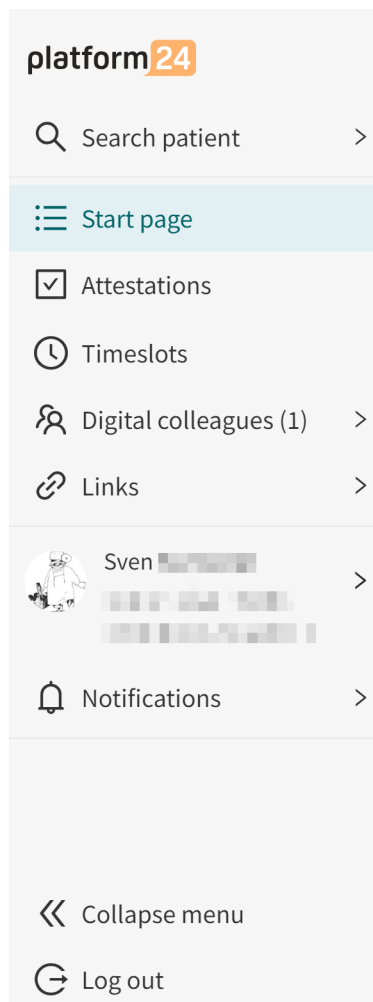 platform24
Search patient
Start page
Attestations
Timeslots
Digital colleagues (1)
Links
Sven
Notifications
Collapse menu
Log out